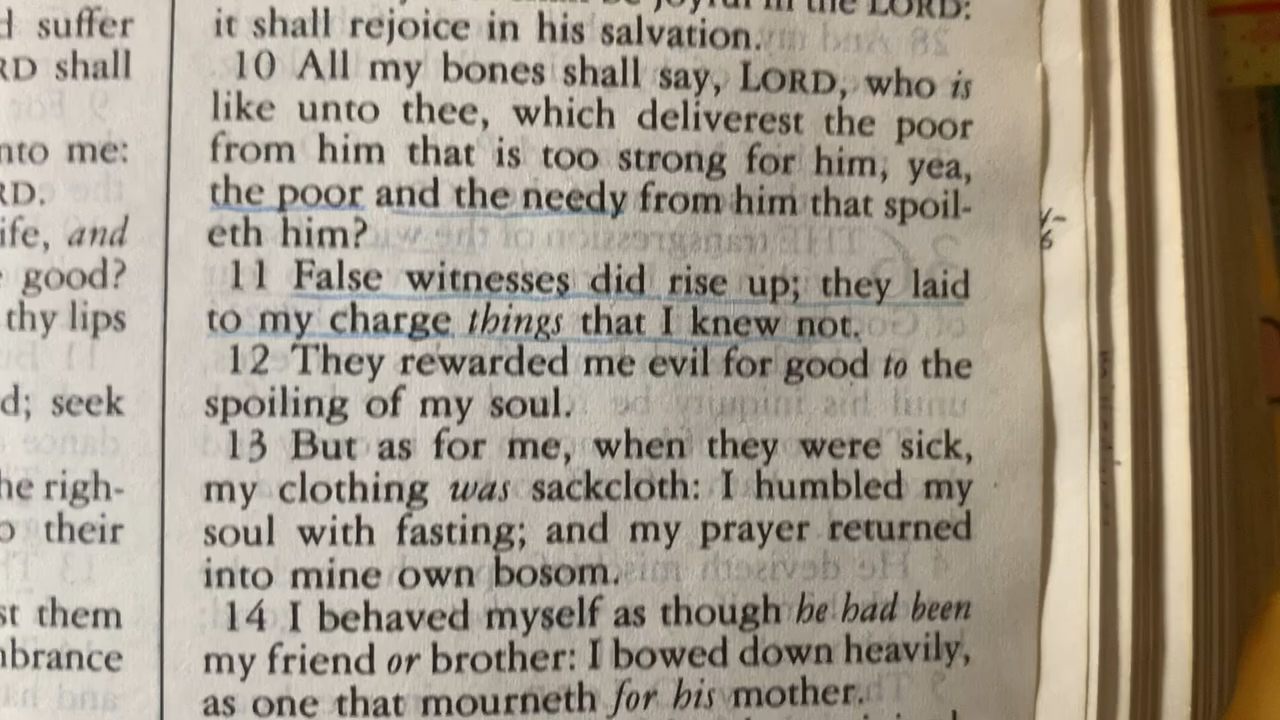 d suffer
RD shall
nto me:
RD.
ife, and
good?
thy lips
d; seek
he righ-
o their
st them
nbrance
joyful in the LORD:
it shall rejoice in his salvation.
10 All my bones shall say, LORD, who is
like unto thee, which deliverest the poor
from him that is too strong for him, yea,
the poor and the needy from him that spoil-
eth him?
11 False witnesses did rise up; they laid
to my charge things that I knew not.
12 They rewarded me evil for good to the
spoiling of my soul.
13 But as for me, when they were sick,
my clothing was sackcloth: I humbled my
soul with fasting; and my prayer returned
into mine own bosom.
14 I behaved myself as though he had been
my friend or brother: I bowed down heavily,
as one that mourneth for his mother.